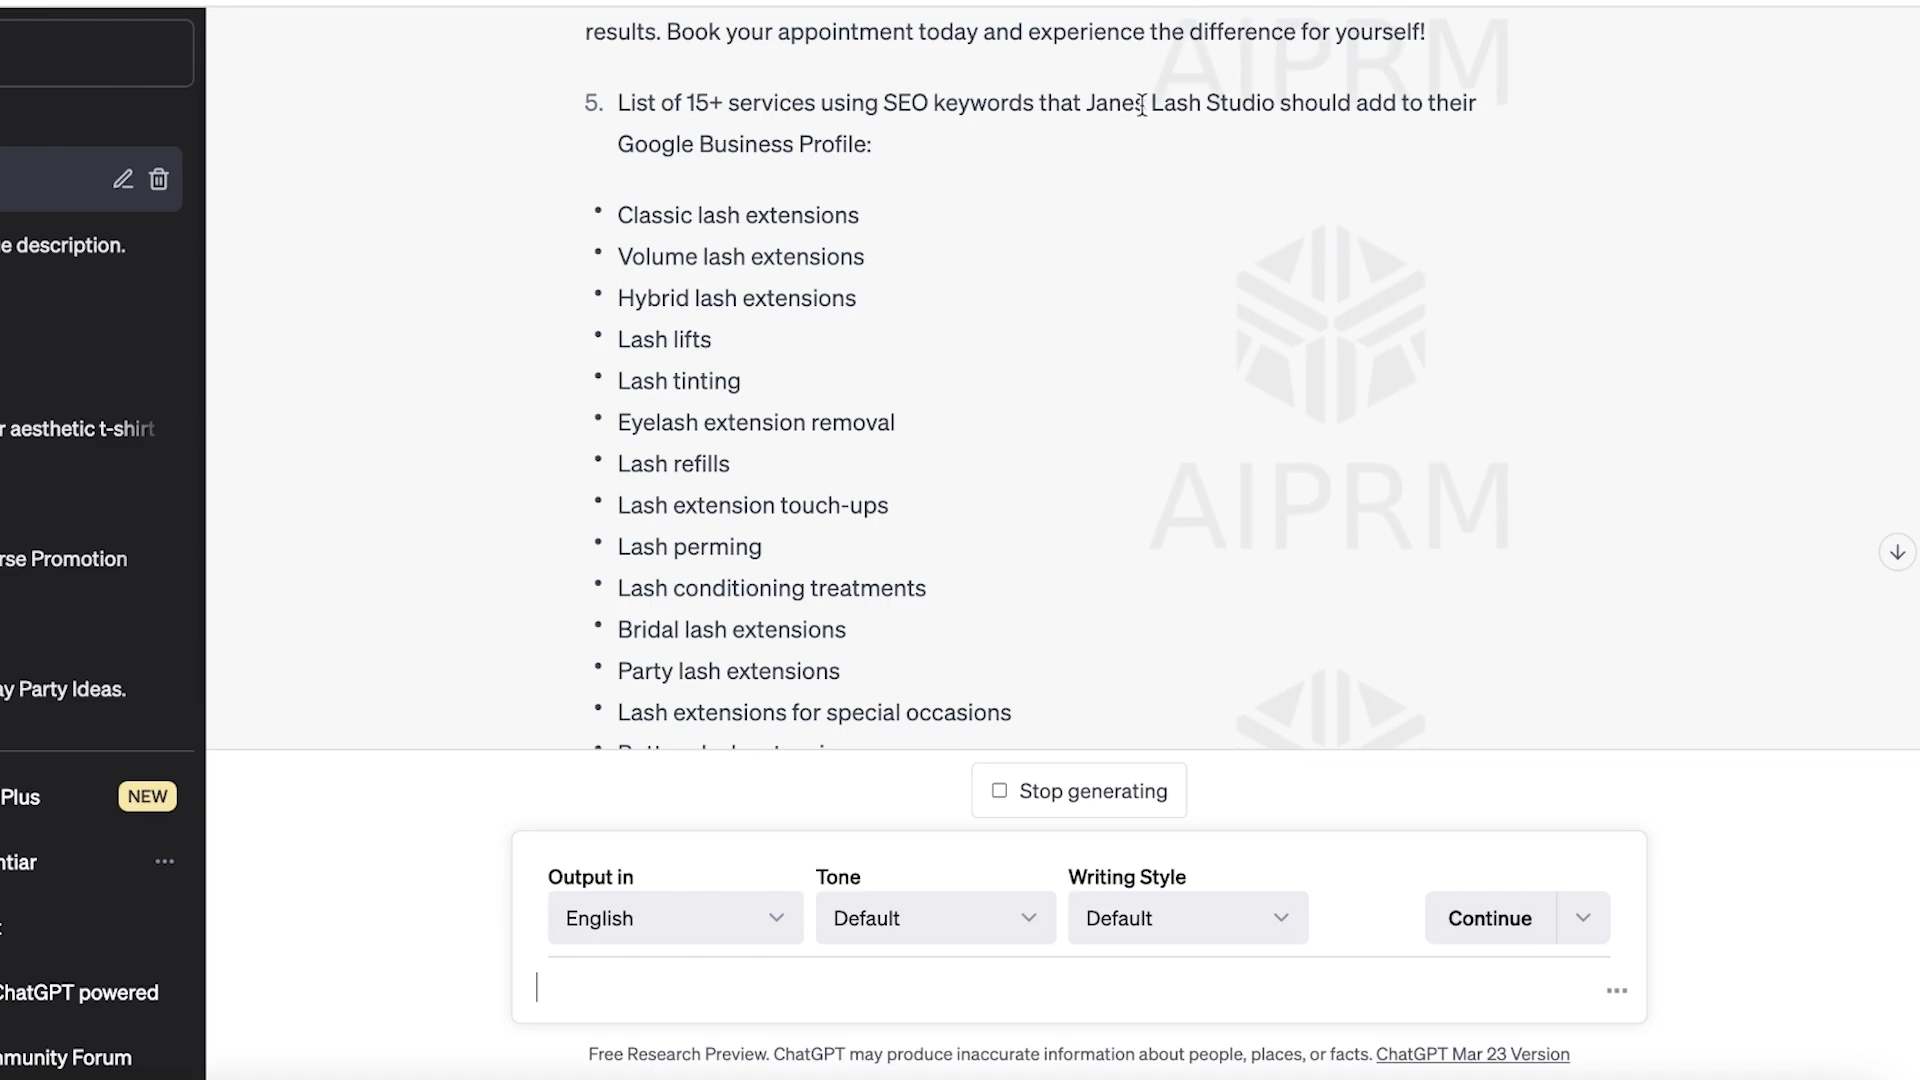 results. Book your appointment today and experience the difference for yourself!
5. List of 15+ services using SEO keywords that Janes Lash Studio should add to their
Google Business Profile:
• Classic lash extensions
• Volume lash extensions
• Hybrid lash extensions
• Lash lifts
• Lash tinting
• Eyelash extension removal
• Lash refills
• Lash extension touch-ups
• Lash perming
• Lash conditioning treatments
• Bridal lash extensions
• Party lash extensions
• Lash extensions for special occasions
AIPRM
AIPRM
e description.
r aesthetic t-shirt
rse Promotion
ay Party Ideas.
Plus
NEW
ntiar
ChatGPT powered
mmunity Forum
Stop generating
Output in
Tone
Writing Style
English
Default
Default
Continue
Free Research Preview. ChatGPT may produce inaccurate information about people, places, or facts. ChatGPT Mar 23 Version